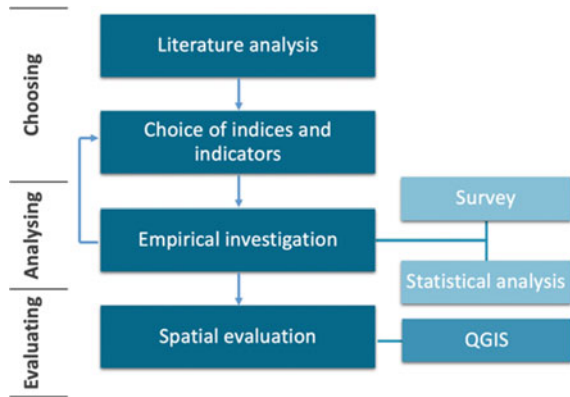 Choosing
Literature analysis
Choice of indices and
indicators
Analysing
Empirical investigation
Survey
Statistical analysis
Evaluating
Spatial evaluation
QGIS